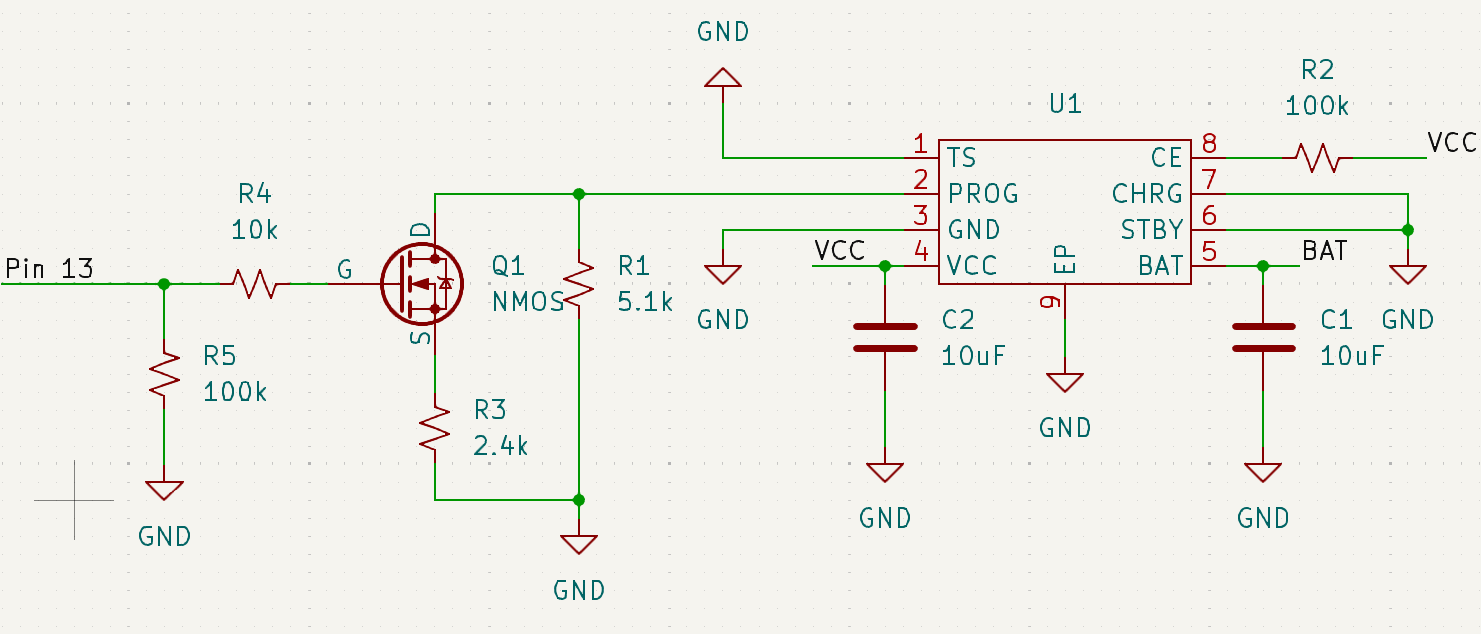 GND
R2
100k
VCC
U1
1
TS
CE
8
2
PROG
CHRG
7
3
GND
STBY
6
VCC
4
VCC
EP
BAT
5
BAT
9
R4
10k
Pin 13
G
D
S
Q1
NMOS
R1
5.1k
GND
C2
10uF
C1
10uF
GND
R5
100k
R3
2.4k
GND
GND
GND
GND
GND